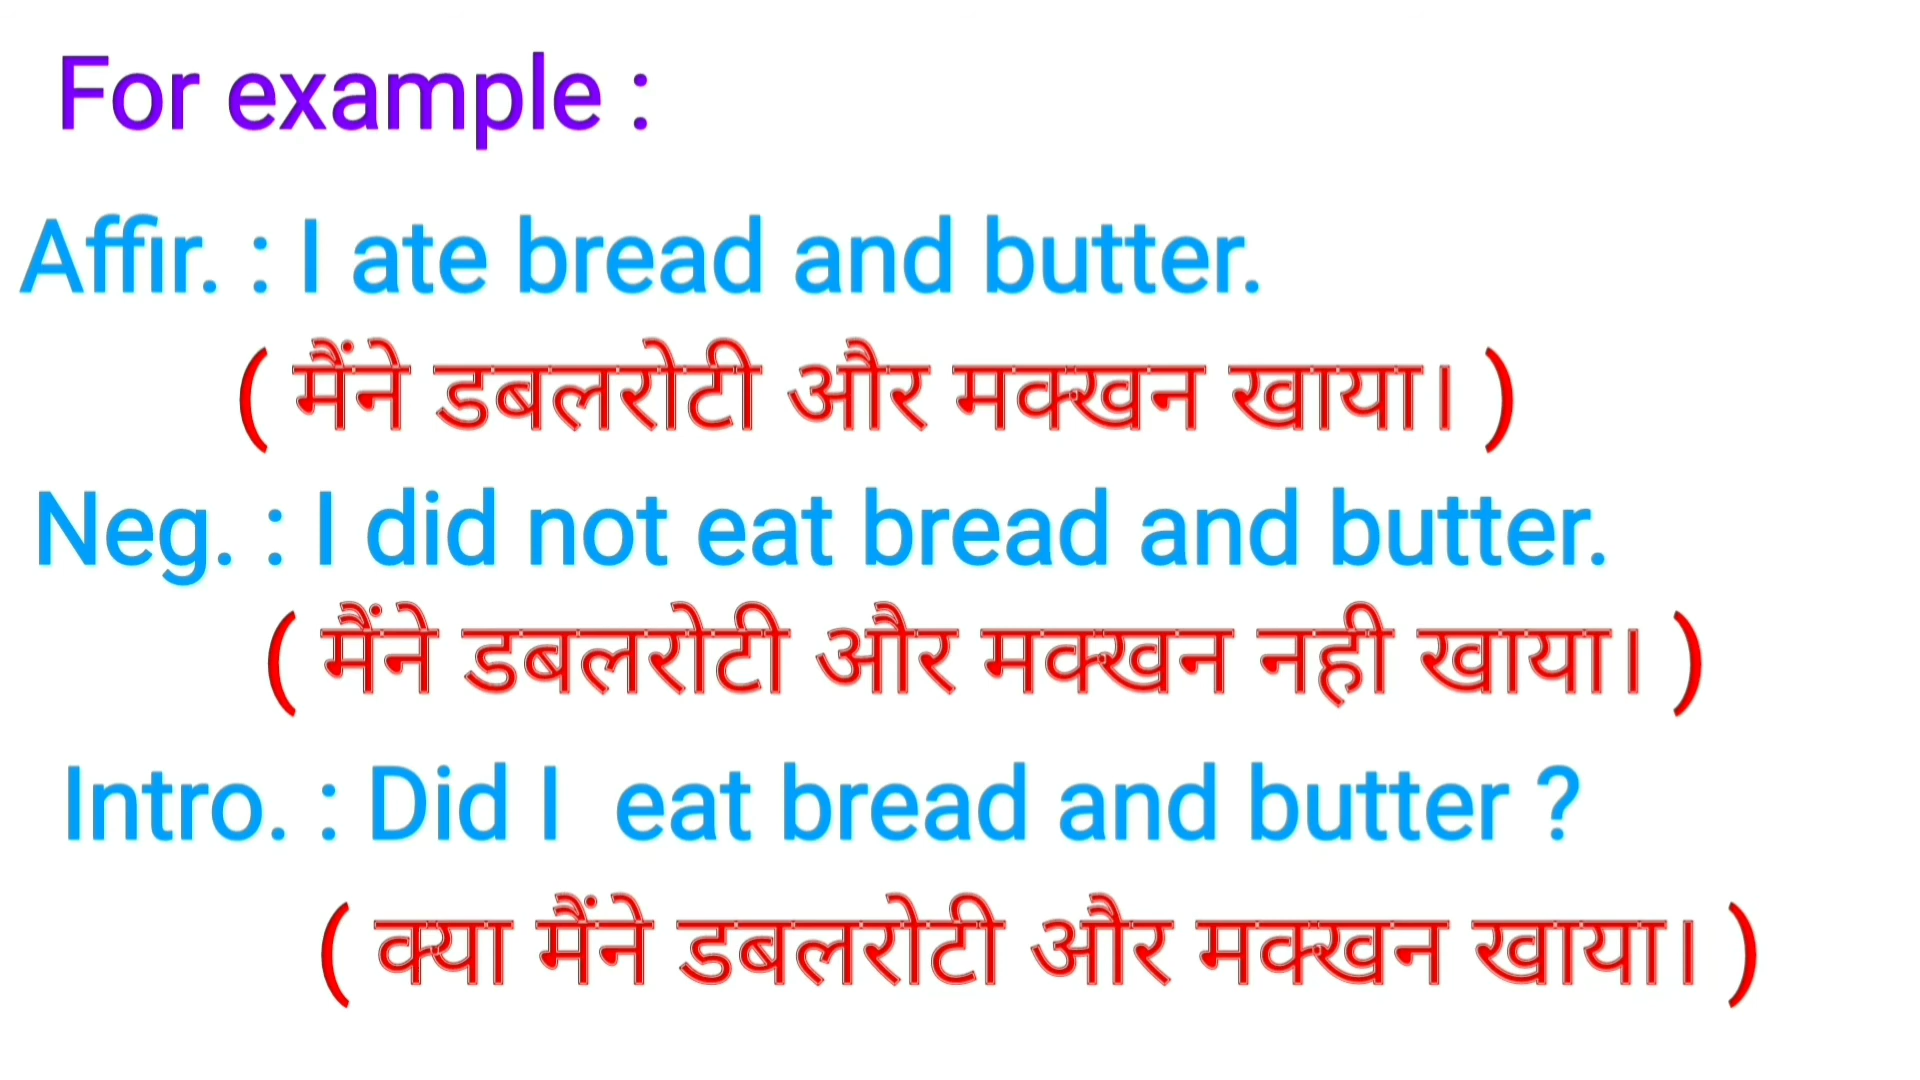 For example :
Affir. : I ate bread and butter.
( मैंने डबलरोटी और मक्खन खाया। )
Neg. : I did not eat bread and butter.
( मैंने डबलरोटी और मक्खन नही खाया। )
Intro. : Did I  eat bread and butter ?
( क्या मैंने डबलरोटी और मक्खन खाया। )